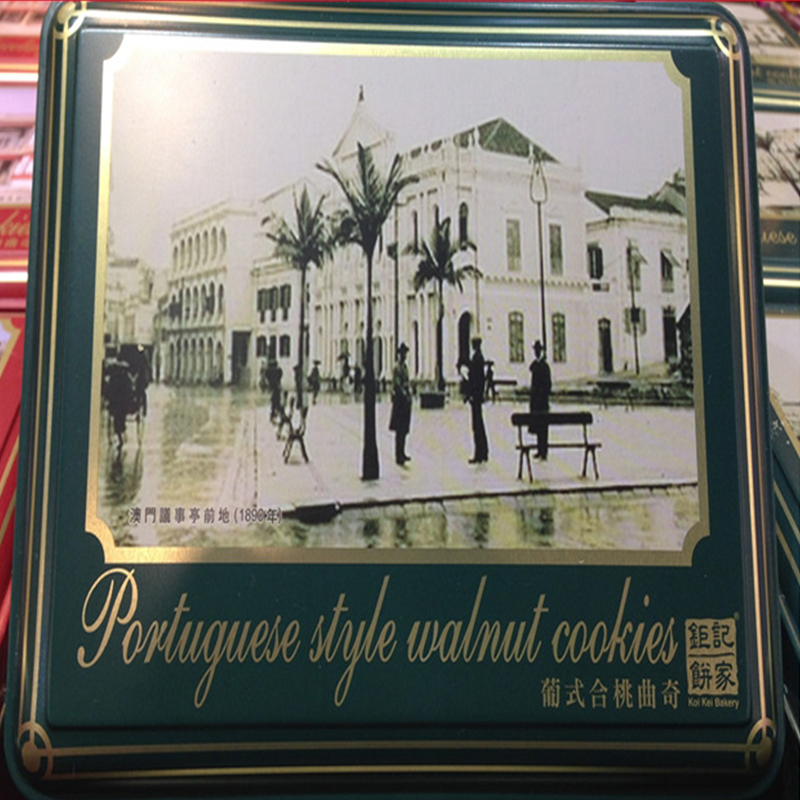 澳門議事亭前地 (1890年)
Portuguese style walnut cookies
葡式合桃曲奇
鉅記
餅家
Koi Kei Bakery